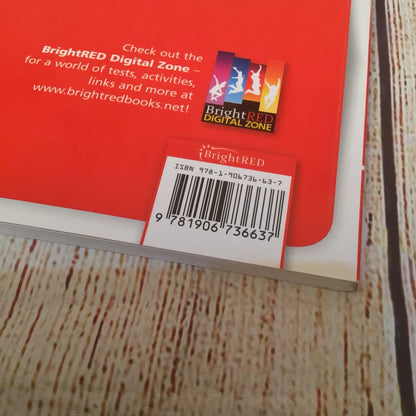 Check out the
BrightRED Digital Zone –
for a world of tests, activities,
links and more at
www.brightredbooks.net!
BrightRED
DIGITAL ZONE
BrightRED
ISBN 978-1-906736-63-7
9 781906 736637